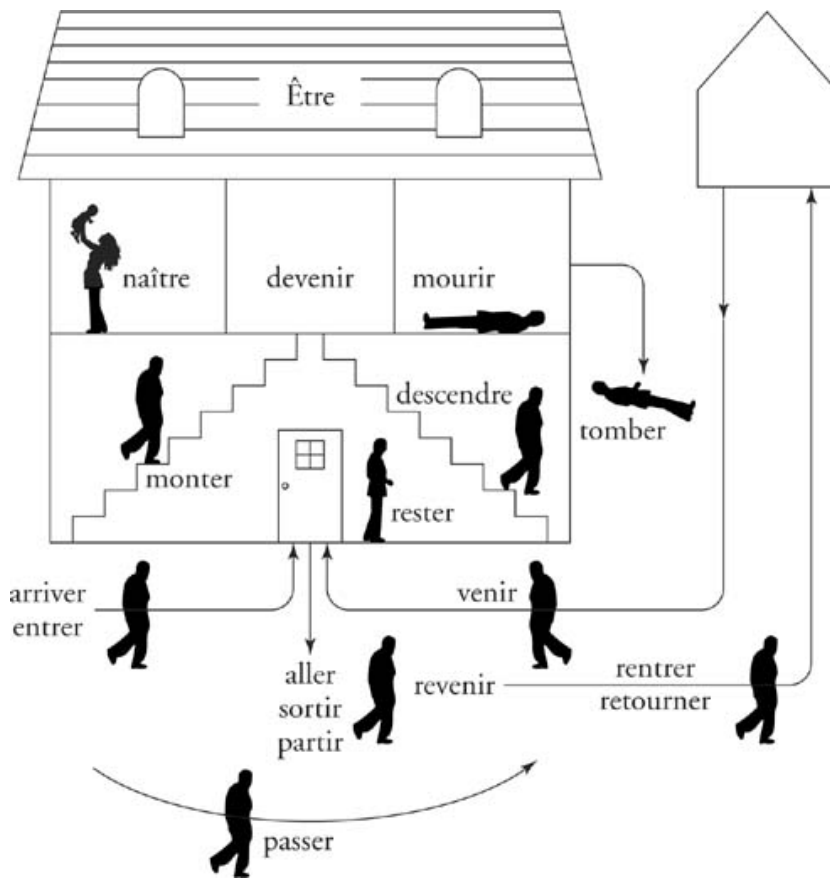 Être
naître
devenir
mourir
descendre
tomber
monter
rester
arriver
entrer
venir
aller
sortir
partir
revenir
rentrer
retourner
passer